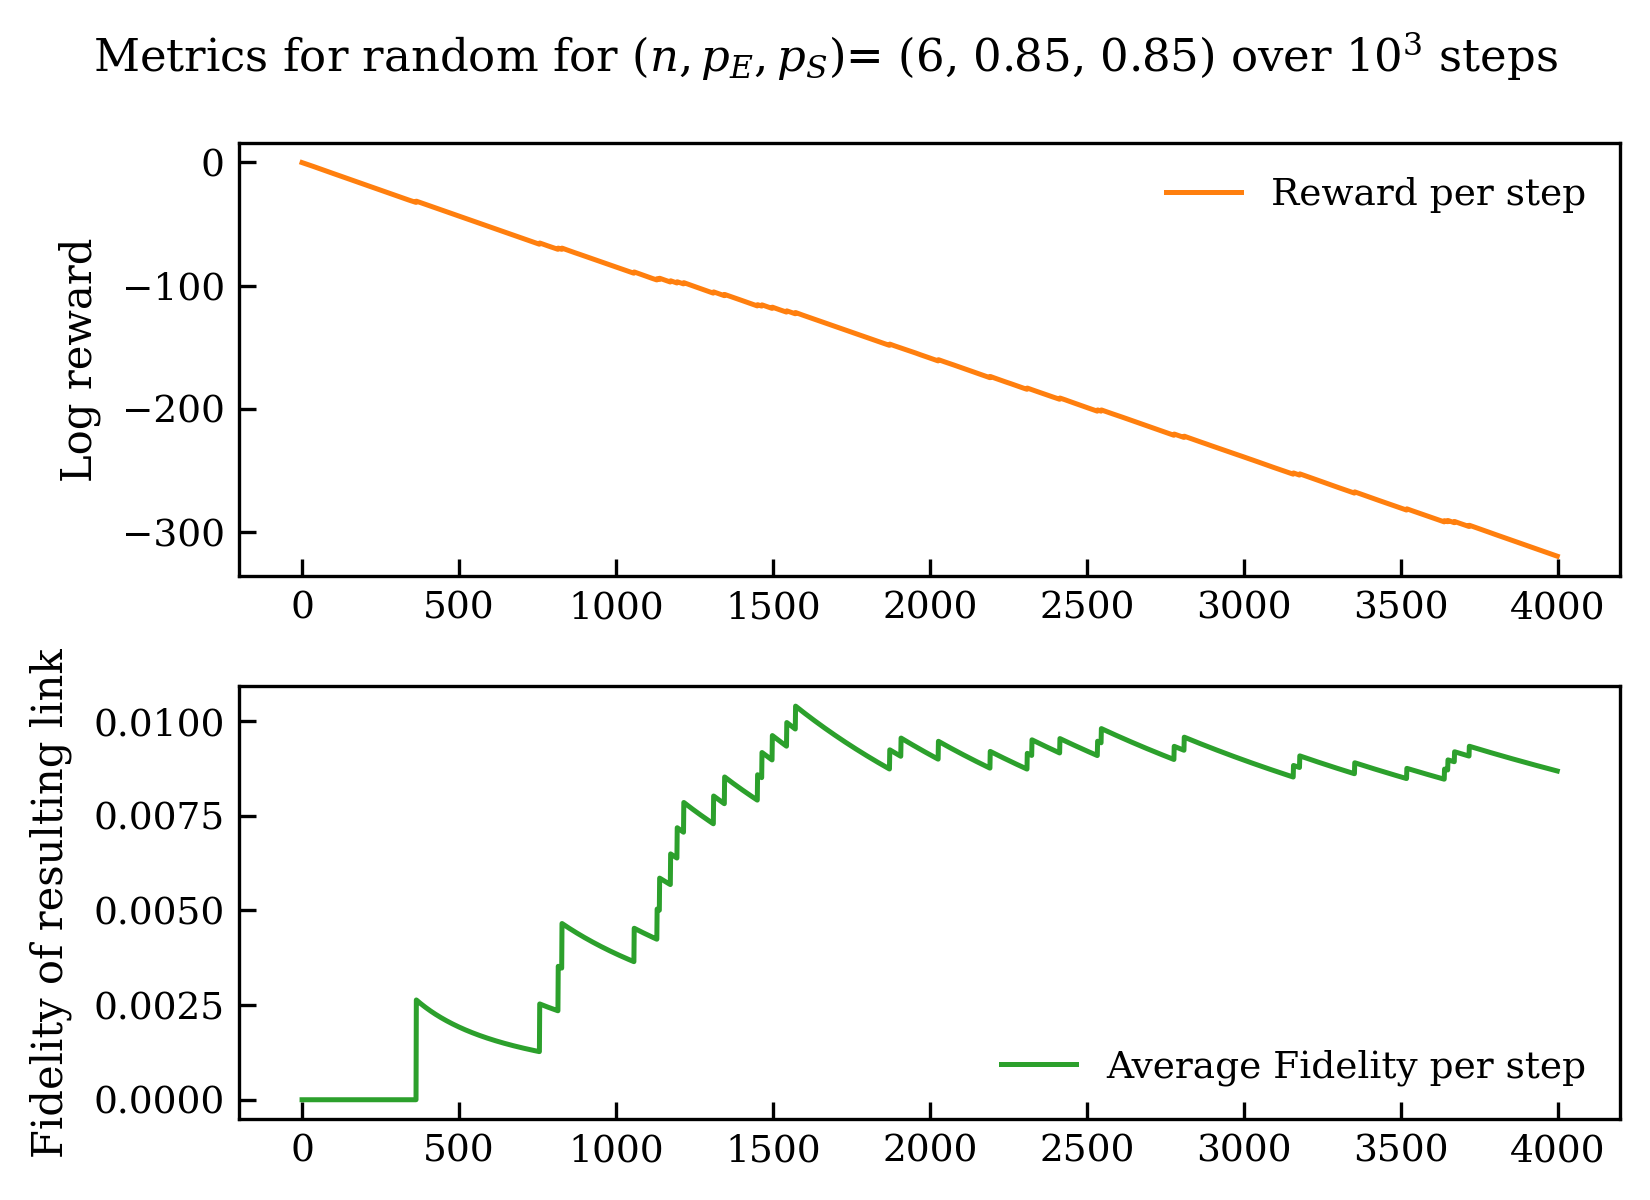 Metrics for random for (n, p_E, p_S)= (6, 0.85, 0.85) over 10³ steps
Log reward
0
−100
−200
−300
Reward per step
0 500 1000 1500 2000 2500 3000 3500 4000
Fidelity of resulting link
0.0100
0.0075
0.0050
0.0025
0.0000
Average Fidelity per step
0 500 1000 1500 2000 2500 3000 3500 4000